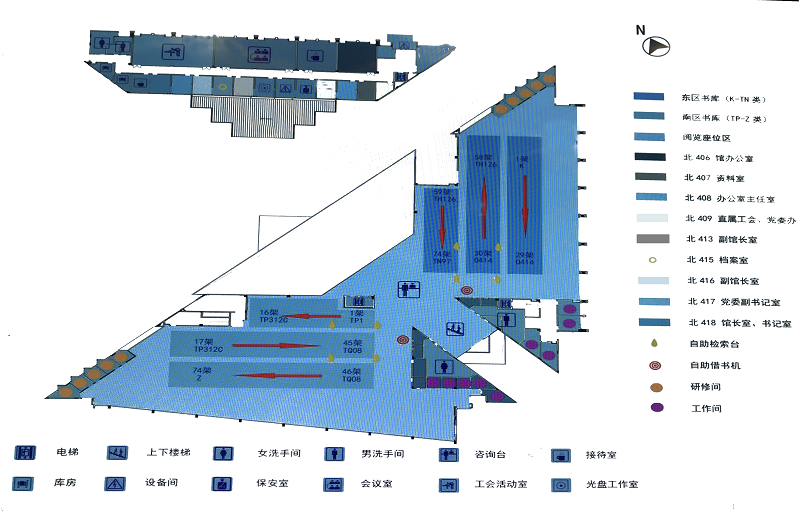 N
东区书库（K-TN 类）
南区书库（TP-Z 类）
阅览座位区
北 406 馆办公室
北 407 资料室
北 408 办公室主任室
北 409 直属工会、党委办
北 413 副馆长室
北 415 档案室
北 416 副馆长室
北 417 党委副书记室
北 418 馆长室、书记室
自助检索台
自助借书机
研修间
工作间
58架
TH126
1架
K
59架
TH126
74架
TN97
30架
O414
29架
O414
16架
TP312C
1架
TP1
17架
TP312C
45架
TQ08
74架
Z
46架
TQ08
电梯
上下楼梯
女洗手间
男洗手间
咨询台
接待室
库房
设备间
保安室
会议室
工会活动室
光盘工作室